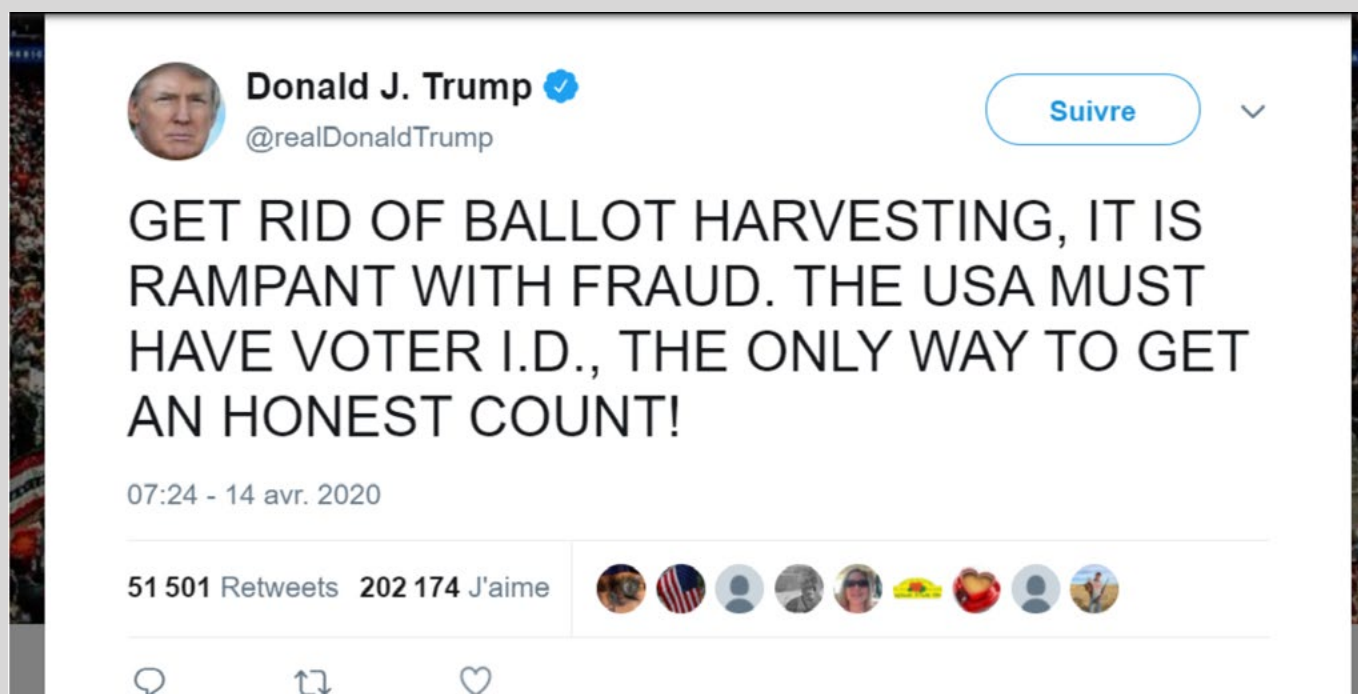 Donald J. Trump
@realDonaldTrump
Suivre
GET RID OF BALLOT HARVESTING, IT IS
RAMPANT WITH FRAUD. THE USA MUST
HAVE VOTER I.D., THE ONLY WAY TO GET
AN HONEST COUNT!
07:24 - 14 avr. 2020
51 501 Retweets 202 174 J'aime